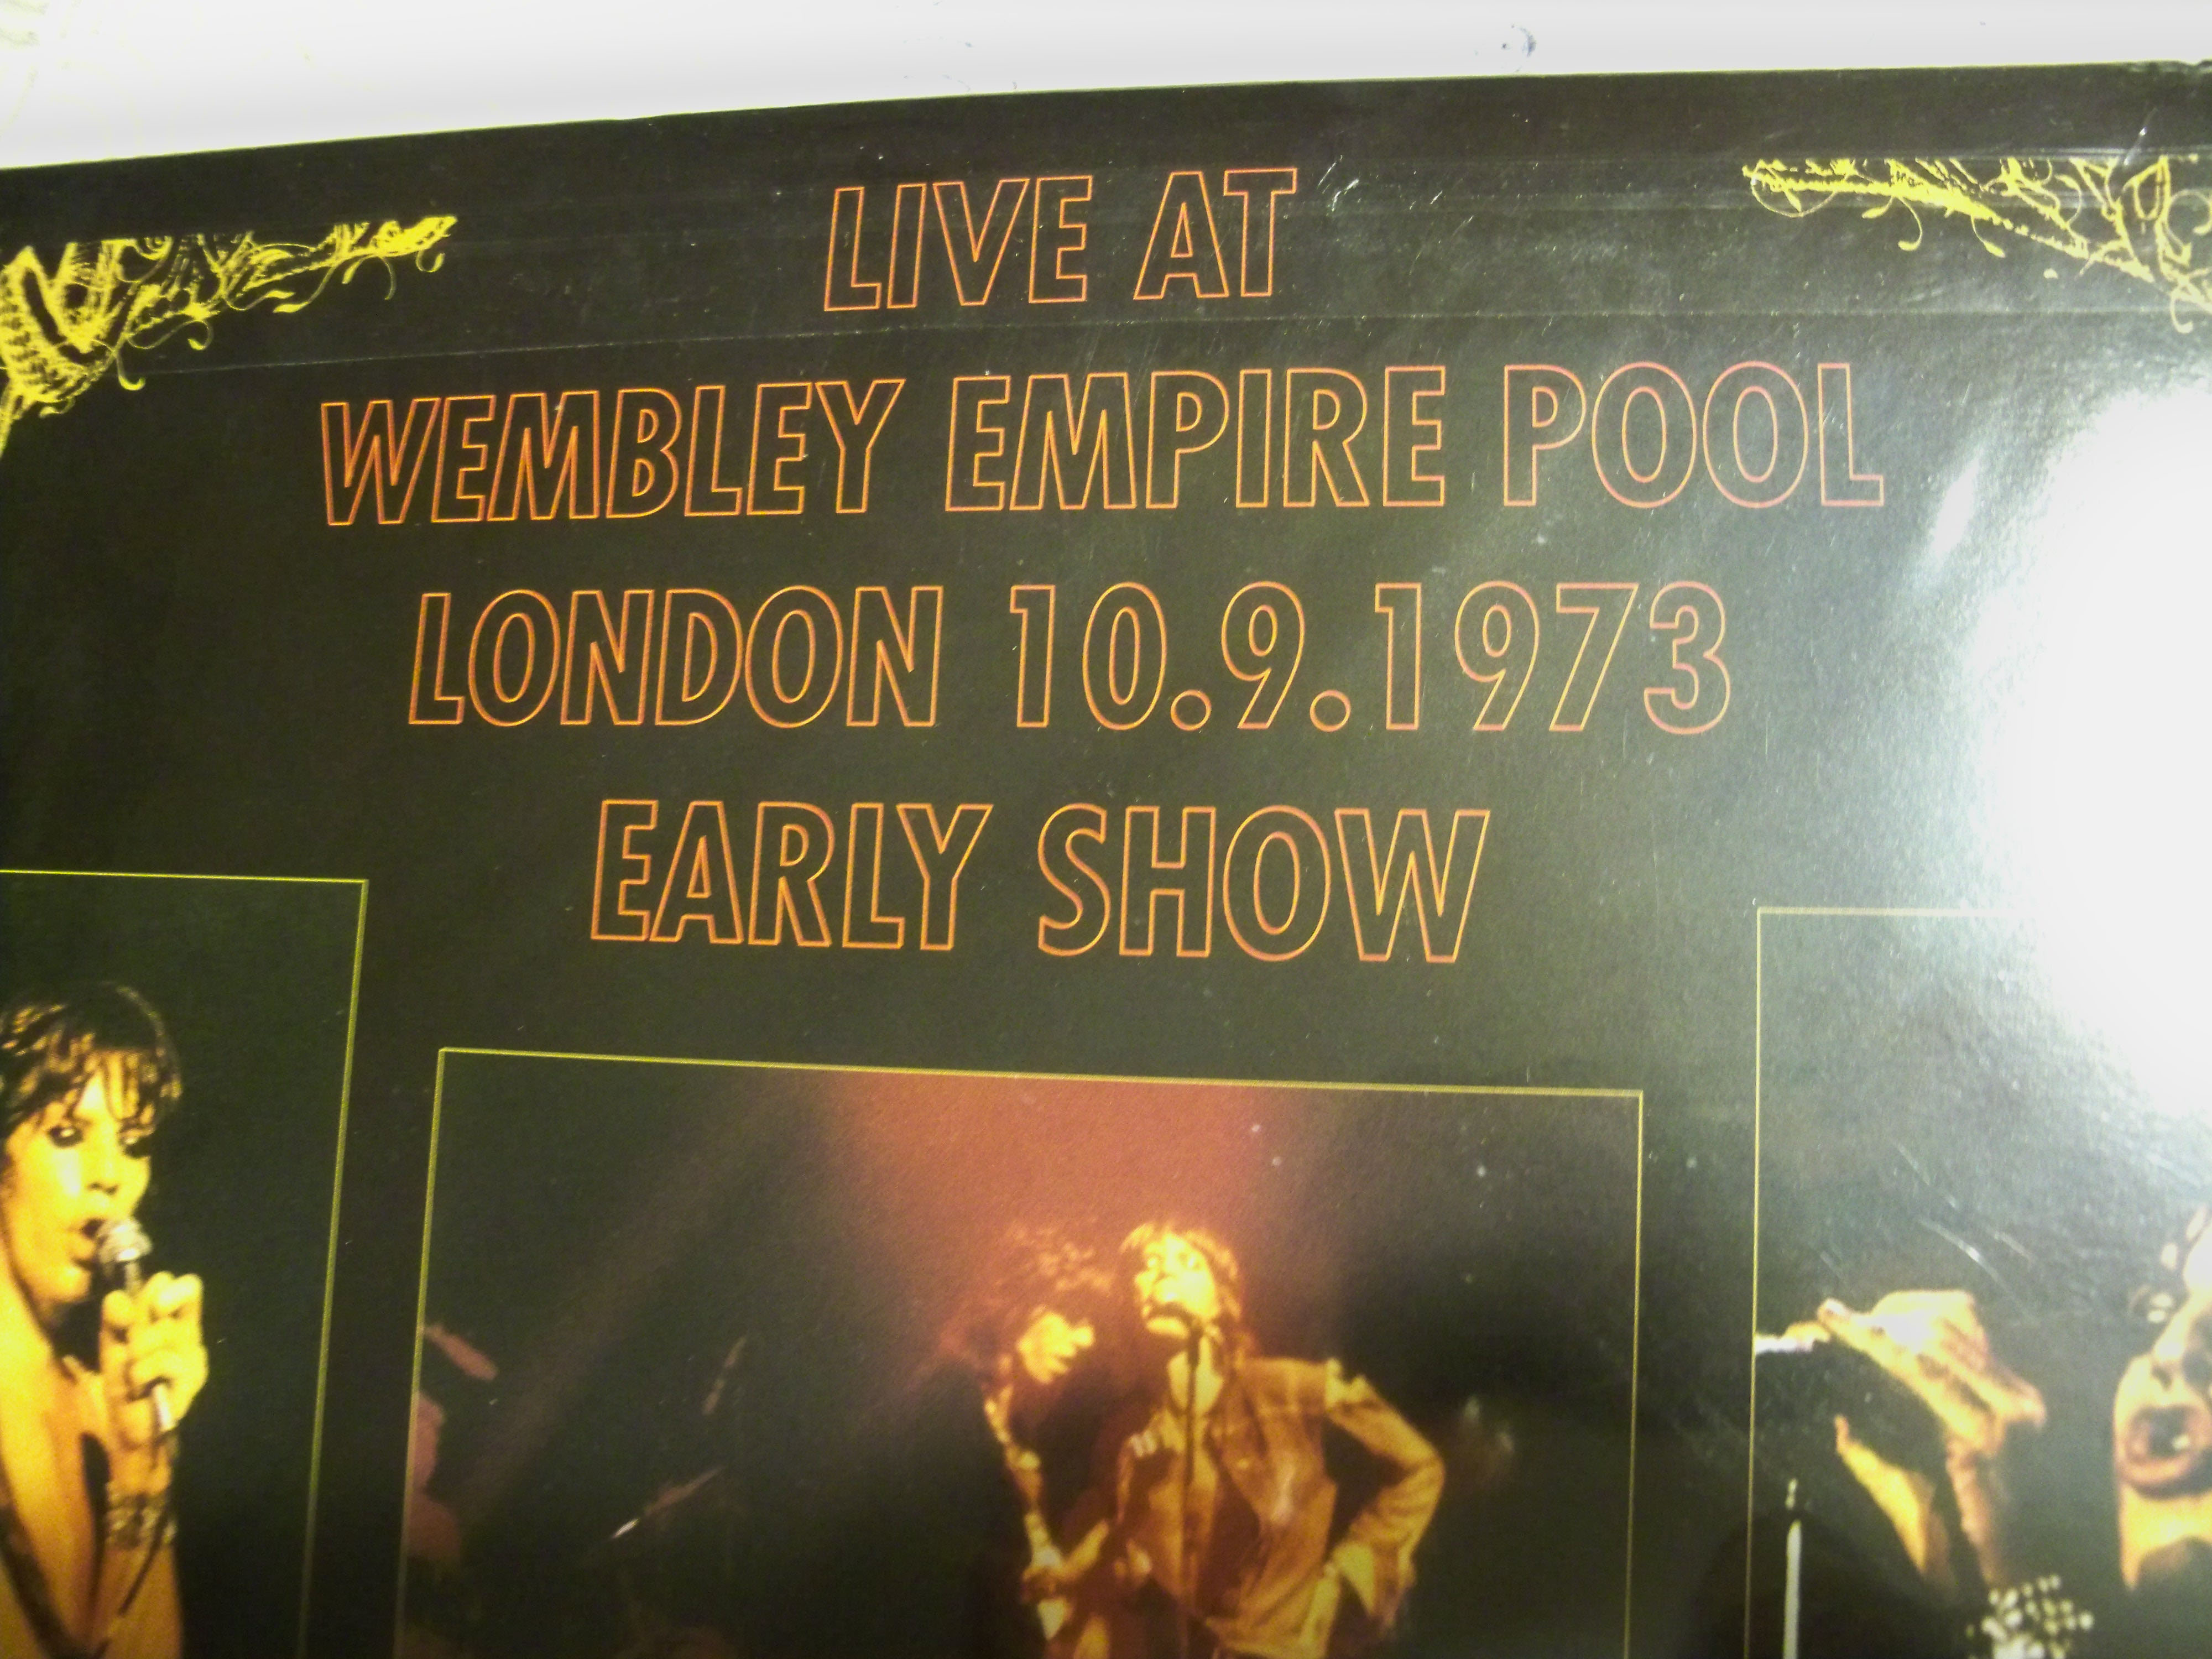 LIVE AT
WEMBLEY EMPIRE POOL
LONDON 10.9.1973
EARLY SHOW